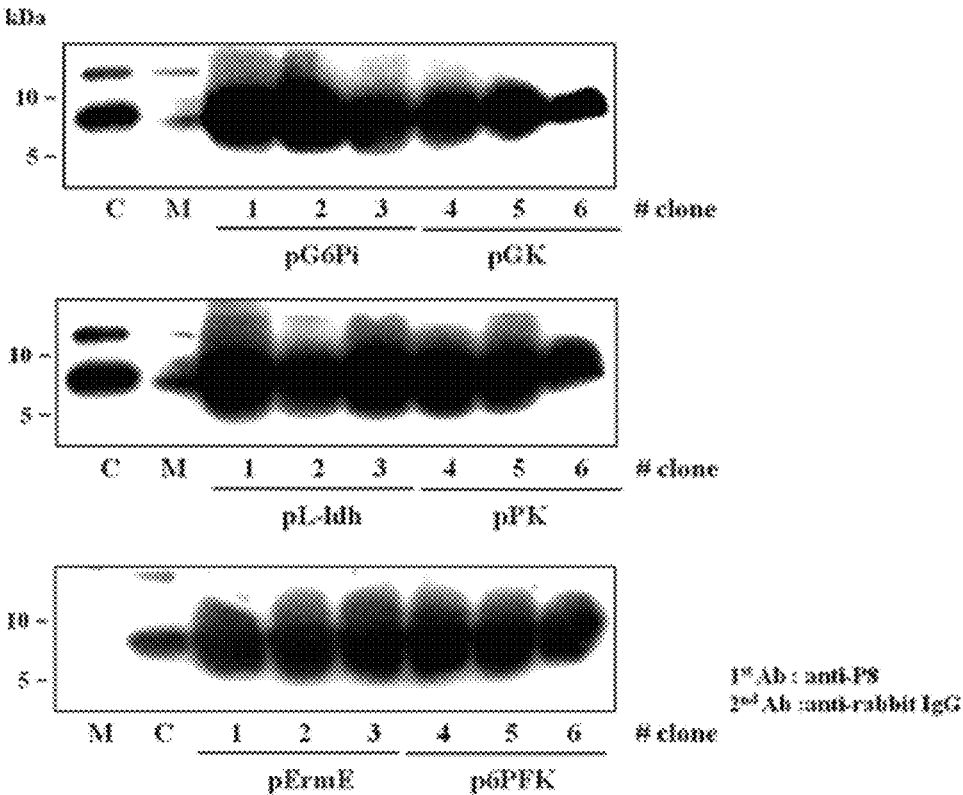 kDa
10 –
5 –
C M 1 2 3 4 5 6 # clone
pG6Pi pGK
10 –
5 –
C M 1 2 3 4 5 6 # clone
pL-ldh pPK
10 –
5 –
1st Ab : anti-P8
2nd Ab :anti-rabbit IgG
M C 1 2 3 4 5 6 # clone
pErmE p6PFK